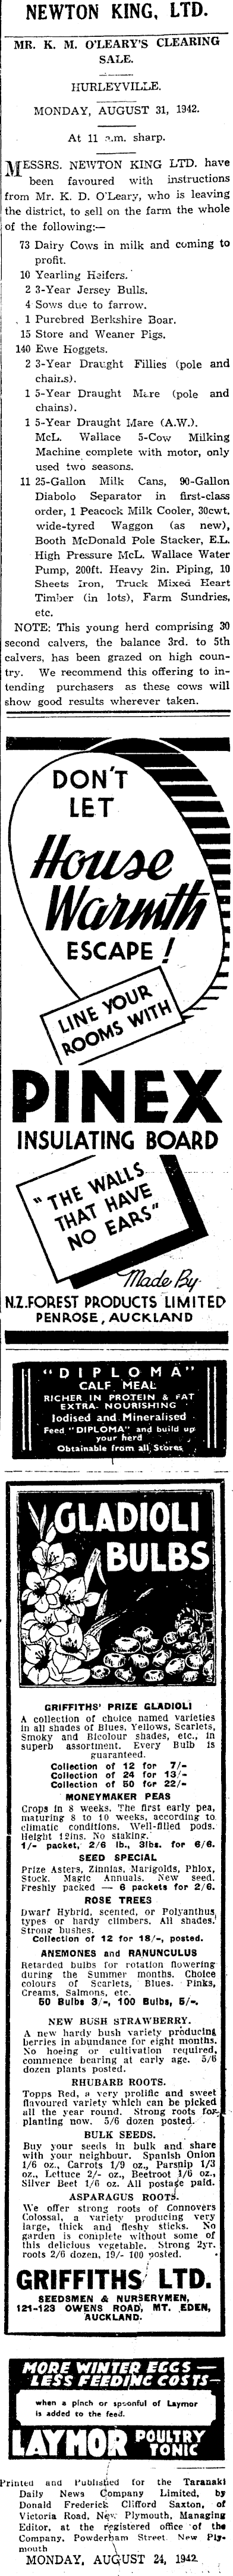 NEWTON KING, LTD.
MR. K. M. O'LEARY'S CLEARING
SALE.
HURLEYVILLE.
MONDAY, AUGUST 31, 1942.
At 11 a.m. sharp.
MESSRS. NEWTON KING LTD. have
been favoured with instructions
from Mr. K. D. O'Leary, who is leaving
the district, to sell on the farm the whole
of the following:—
73 Dairy Cows in milk and coming to
profit.
10 Yearling Heifers.
2 3-Year Jersey Bulls.
4 Sows due to farrow.
1 Purebred Berkshire Boar.
15 Store and Weaner Pigs.
140 Ewe Hoggets.
2 3-Year Draught Fillies (pole and
chains).
1 5-Year Draught Mare (pole and
chains).
1 5-Year Draught Mare (A.W.).
McL. Wallace 5-Cow Milking
Machine complete with motor, only
used two seasons.
11 25-Gallon Milk Cans, 90-Gallon
Diabolo Separator in first-class
order, 1 Peacock Milk Cooler, 30cwt.
wide-tyred Waggon (as new),
Booth McDonald Pole Stacker, E.L.
High Pressure McL. Wallace Water
Pump, 200ft. Heavy 2in. Piping, 10
Sheets Iron, Truck Mixed Heart
Timber (in lots), Farm Sundries,
etc.
NOTE: This young herd comprising 30
second calvers, the balance 3rd. to 5th
calvers, has been grazed on high coun-
try. We recommend this offering to in-
tending purchasers as these cows will
show good results wherever taken.
DON'T
LET
House
Warmth
ESCAPE!
LINE YOUR
ROOMS WITH
PINEX
INSULATING BOARD
"THE WALLS
THAT HAVE
NO EARS"
Made By
N.Z. FOREST PRODUCTS LIMITED
PENROSE, AUCKLAND
"DIPLOMA"
CALF MEAL
RICHER IN PROTEIN & FAT
EXTRA- NOURISHING
Iodised and Mineralised
Feed "DIPLOMA" and build up
your herd
Obtainable from all Stores
GLADIOLI
BULBS
GRIFFITHS' PRIZE GLADIOLI
A collection of choice named varieties
in all shades of Blues, Yellows, Scarlets,
Smoky and Bicolour shades, etc., in
superb assortment. Every Bulb is
guaranteed.
Collection of 12 for 7/-
Collection of 24 for 13/-
Collection of 50 for 22/-
MONEYMAKER PEAS
Crops in 8 weeks. The first early pea,
maturing 8 to 10 weeks, according to
climatic conditions. Well-filled pods.
Height 12ins. No staking.
1/- packet, 2/6 lb., 3lbs. for 6/6.
SEED SPECIAL
Prize Asters, Zinnias, Marigolds, Phlox,
Stock. Magic Annuals. New seed.
Freshly packed — 6 packets for 2/6.
ROSE TREES
Dwarf Hybrid, scented, or Polyanthus
types or hardy climbers. All shades.
Strong bushes.
Collection of 12 for 18/-, posted.
ANEMONES and RANUNCULUS
Retarded bulbs for rotation flowering
during the Summer months. Choice
colours of Scarlets, Blues. Pinks,
Creams, Salmons, etc.
50 Bulbs 3/-, 100 Bulbs, 5/-.
NEW BUSH STRAWBERRY.
A new hardy bush variety producing
berries in abundance for eight months.
No hoeing or cultivation required,
commence bearing at early age. 5/6
dozen plants posted.
RHUBARB ROOTS.
Topps Red, a very prolific and sweet
flavoured variety which can be picked
all the year round. Strong roots for
planting now. 5/6 dozen posted.
BULK SEEDS.
Buy your seeds in bulk and share
with your neighbour. Spanish Onion
1/6 oz., Carrots 1/9 oz., Parsnip 1/3
oz., Lettuce 2/- oz., Beetroot 1/6 oz.,
Silver Beet 1/6 oz. All postage paid.
ASPARAGUS ROOTS.
We offer strong roots of Connovers
Colossal, a variety producing very
large, thick and fleshy sticks. No
garden is complete without some of
this delicious vegetable. Strong 2yr.
roots 2/6 dozen, 19/- 100 posted.
GRIFFITHS LTD.
SEEDSMEN & NURSERYMEN,
121-123 OWENS ROAD, MT. EDEN,
AUCKLAND.
MORE WINTER EGGS —
LESS FEEDING COSTS —
when a pinch or spoonful of Laymor
is added to the feed.
LAYMOR POULTRY
TONIC
Printed and Published for the Taranaki
Daily News Company Limited, by
Donald Frederick Clifford Saxton, of
Victoria Road, New Plymouth, Managing
Editor, at the registered office of the
Company, Powderham Street, New Ply-
mouth
MONDAY, AUGUST 24, 1942.